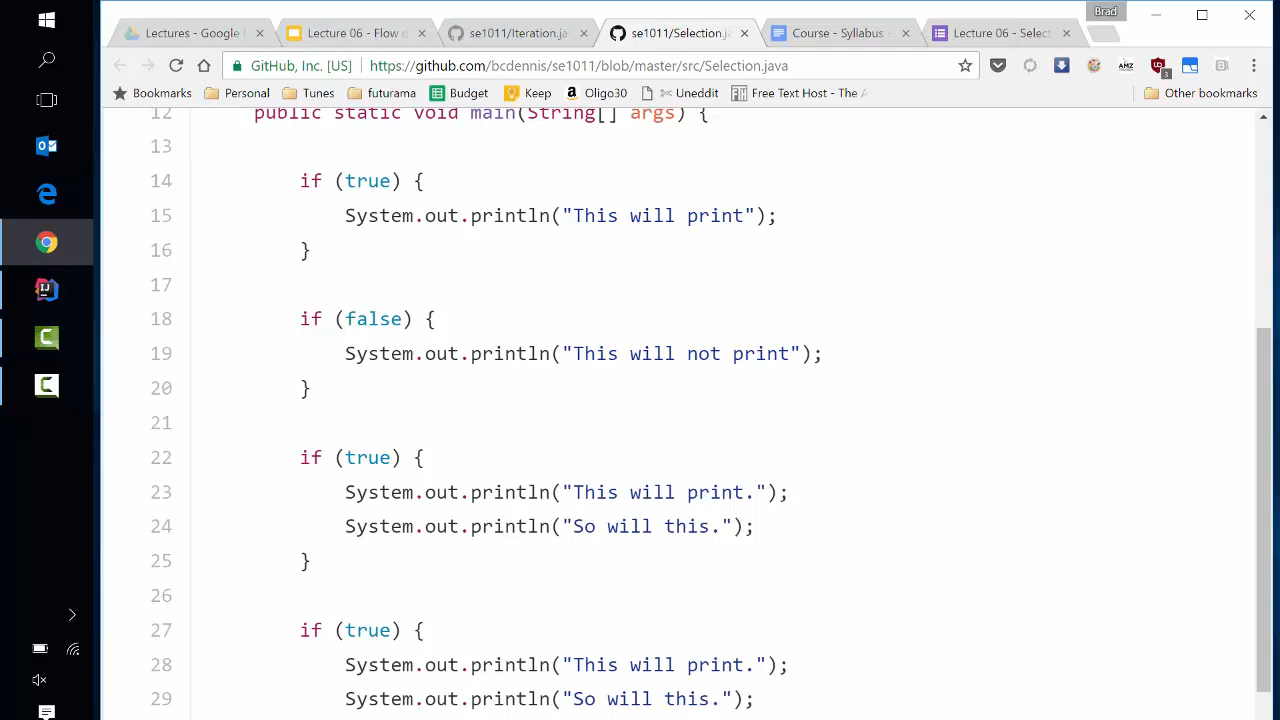 Brad
Lectures - Google
Lecture 06 - Flow c
se1011/Iteration.ja
se1011/Selection.ja
Course - Syllabus -
Lecture 06 - Select
GitHub, Inc. [US]
https://github.com/bcdennis/se1011/blob/master/src/Selection.java
AMZ
3
Bookmarks
Personal
Tunes
futurama
Budget
Keep
Oligo30
Uneddit
Free Text Host - The A
Other bookmarks
12 public static void main(String[] args) {
13
14 if (true) {
15 System.out.println("This will print");
16 }
17
18 if (false) {
19 System.out.println("This will not print");
20 }
21
22 if (true) {
23 System.out.println("This will print.");
24 System.out.println("So will this.");
25 }
26
27 if (true) {
28 System.out.println("This will print.");
29 System.out.println("So will this.");